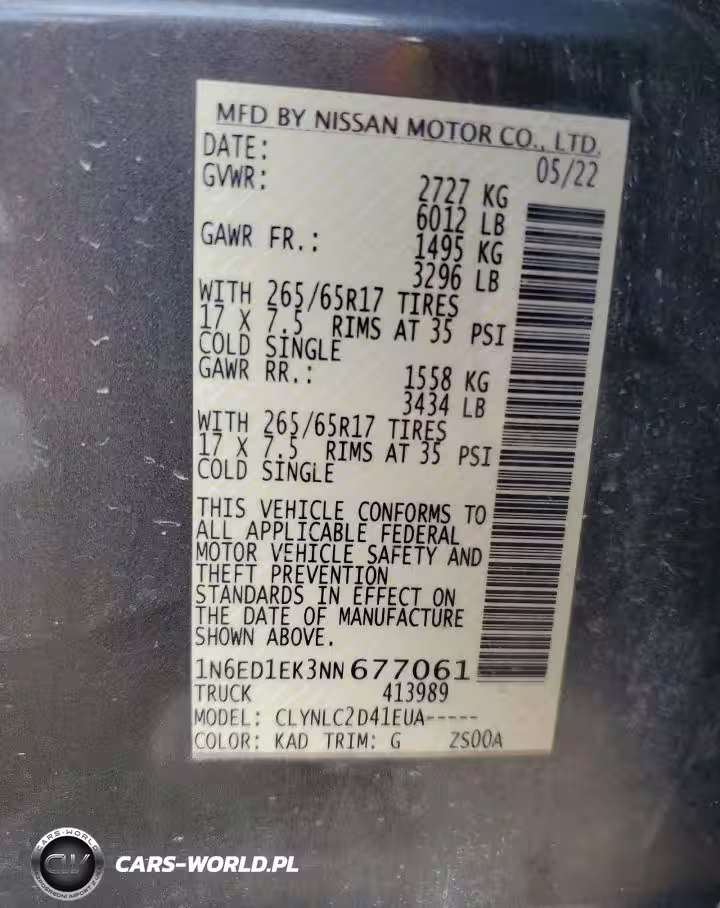 MFD BY NISSAN MOTOR CO., LTD.
DATE: 05/22
GVWR: 2727 KG
6012 LB
GAWR FR.: 1495 KG
3296 LB
WITH 265/65R17 TIRES
17 X 7.5 RIMS AT 35 PSI
COLD SINGLE
GAWR RR.: 1558 KG
3434 LB
WITH 265/65R17 TIRES
17 X 7.5 RIMS AT 35 PSI
COLD SINGLE
THIS VEHICLE CONFORMS TO
ALL APPLICABLE FEDERAL
MOTOR VEHICLE SAFETY AND
THEFT PREVENTION
STANDARDS IN EFFECT ON
THE DATE OF MANUFACTURE
SHOWN ABOVE.
1N6ED1EK3NN677061
TRUCK 413989
MODEL: CLYNLC2D41EUA-----
COLOR: KAD TRIM: G ZS00A
CARS-WORLD
CW
CARS-WORLD.PL